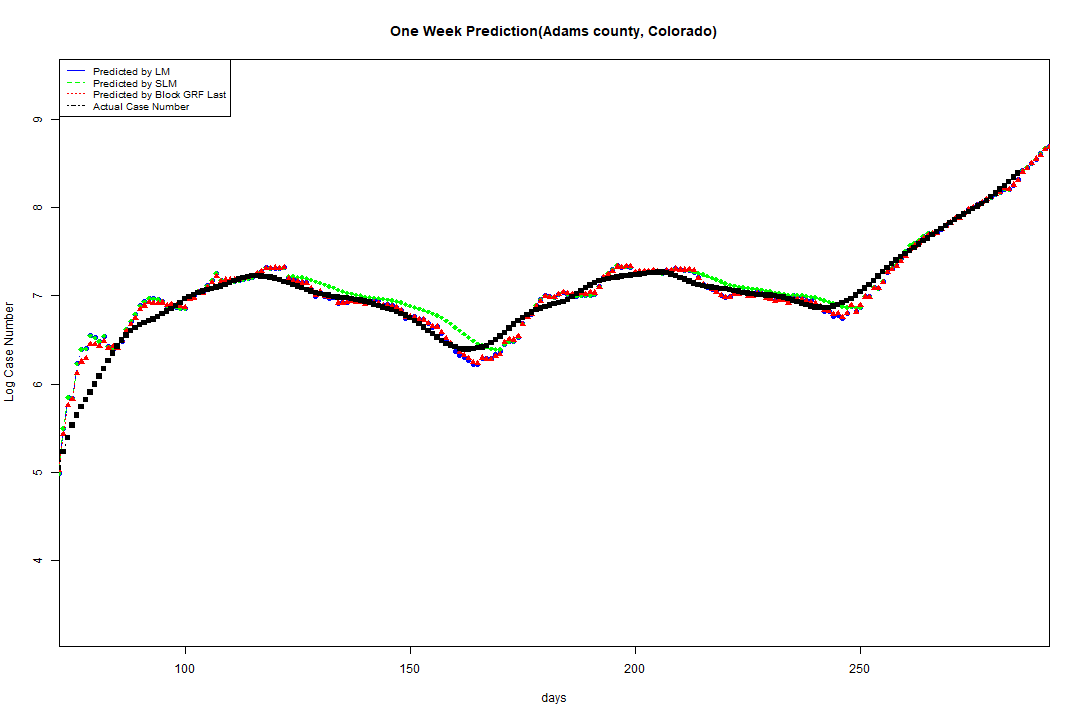 One Week Prediction(Adams county, Colorado)
Predicted by LM
Predicted by SLM
Predicted by Block GRF Last
Actual Case Number
9
8
7
6
5
4
Log Case Number
100 150 200 250
days